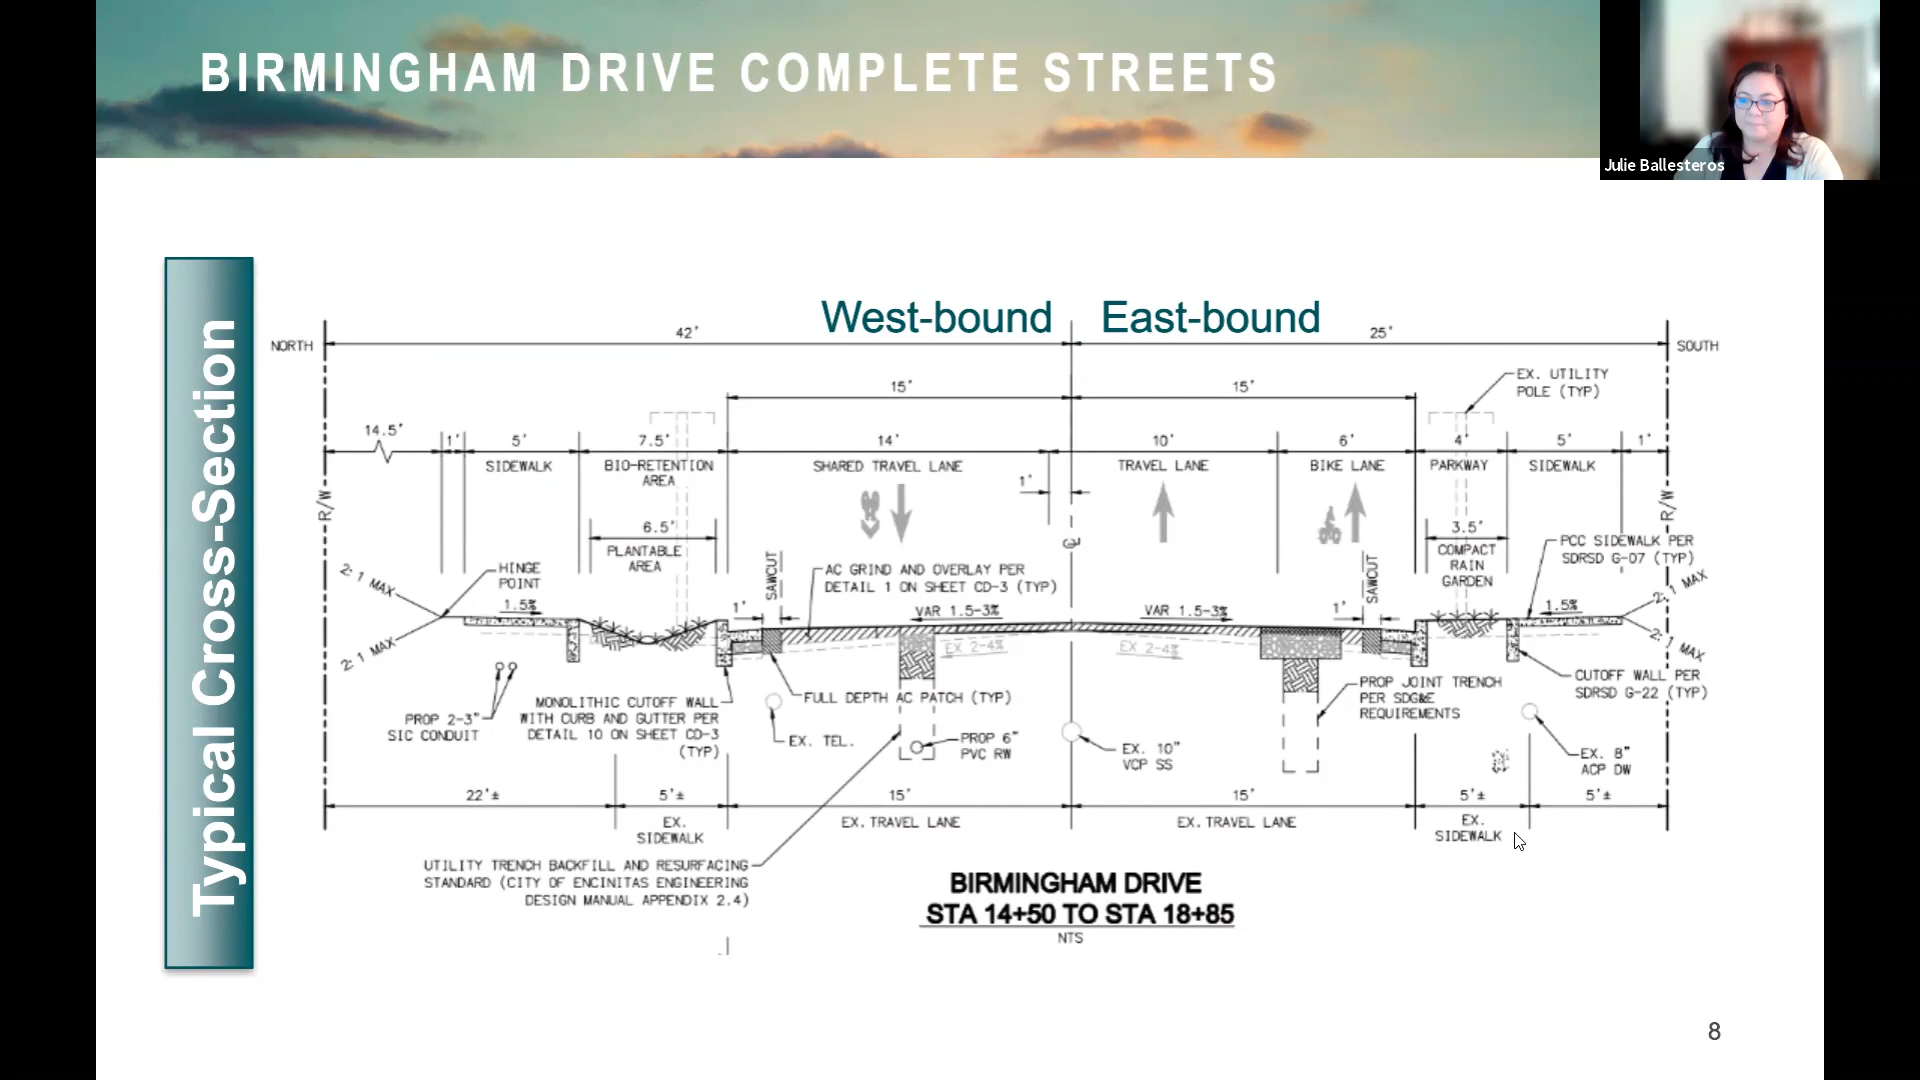 BIRMINGHAM DRIVE COMPLETE STREETS
Julie Ballesteros
Typical Cross-Section
West-bound
East-bound
42'
25'
NORTH
SOUTH
15'
15'
EX. UTILITY
POLE (TYP)
14.5'
1'
5'
7.5'
14'
10'
6'
4'
5'
1'
SIDEWALK
BIO-RETENTION
AREA
SHARED TRAVEL LANE
TRAVEL LANE
BIKE LANE
PARKWAY
SIDEWALK
1'
R/W
R/W
6.5'
PLANTABLE
AREA
3.5'
COMPACT
RAIN
GARDEN
PCC SIDEWALK PER
SDRSD G-07 (TYP)
2:1 MAX
HINGE
POINT
SAWCUT
AC GRIND AND OVERLAY PER
DETAIL 1 ON SHEET CD-3 (TYP)
SAWCUT
2:1 MAX
1.5%
1'
VAR 1.5-3%
VAR 1.5-3%
1'
1.5%
2:1 MAX
EX 2-4%
EX 2-4%
2:1 MAX
PROP 2-3"
SIC CONDUIT
MONOLITHIC CUTOFF WALL
WITH CURB AND GUTTER PER
DETAIL 10 ON SHEET CD-3
(TYP)
FULL DEPTH AC PATCH (TYP)
EX. TEL.
PROP 6"
PVC RW
EX. 10"
VCP SS
PROP JOINT TRENCH
PER SDG&E
REQUIREMENTS
CUTOFF WALL PER
SDRSD G-22 (TYP)
EX. 8"
ACP DW
22'±
5'±
15'
15'
5'±
5'±
EX.
SIDEWALK
EX. TRAVEL LANE
EX. TRAVEL LANE
EX.
SIDEWALK
UTILITY TRENCH BACKFILL AND RESURFACING
STANDARD (CITY OF ENCINITAS ENGINEERING
DESIGN MANUAL APPENDIX 2.4)
BIRMINGHAM DRIVE
STA 14+50 TO STA 18+85
NTS
8